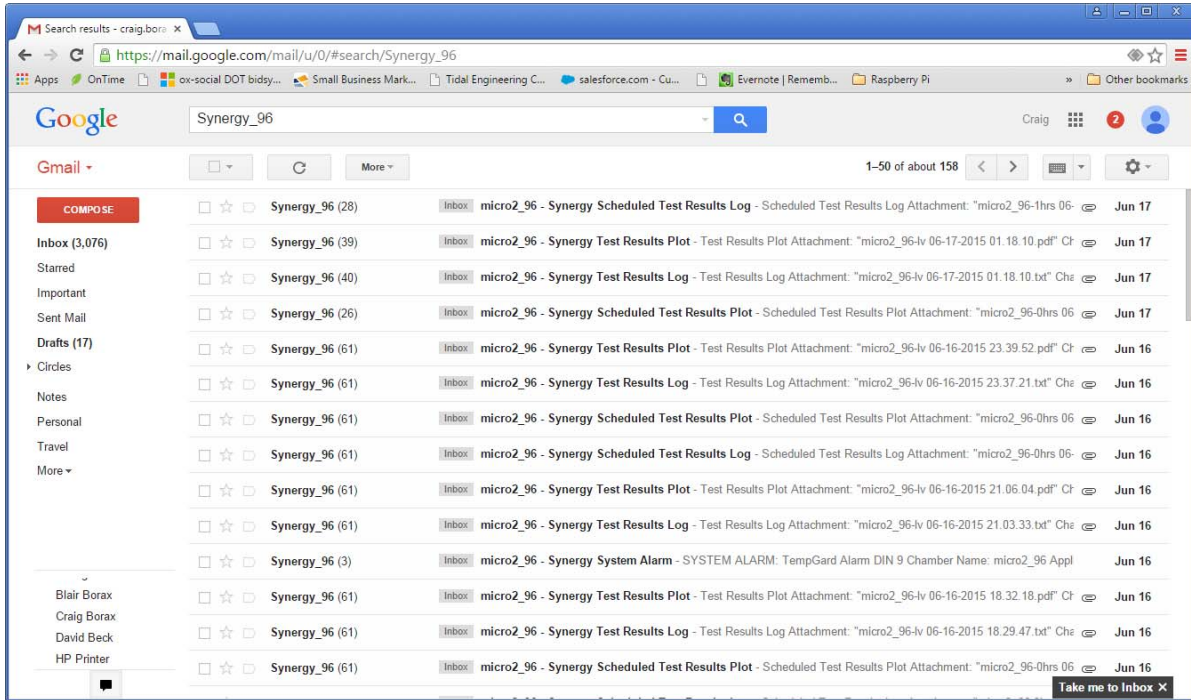 Search results - craig.bora
https://mail.google.com/mail/u/0/#search/Synergy_96
Apps OnTime ox-social DOT bidsy... Small Business Mark... Tidal Engineering C... salesforce.com - Cu... Evernote | Rememb... Raspberry Pi » Other bookmarks
Google Synergy_96 Craig 2
Gmail More 1–50 of about 158
COMPOSE
Inbox (3,076)
Starred
Important
Sent Mail
Drafts (17)
Circles
Notes
Personal
Travel
More
Blair Borax
Craig Borax
David Beck
HP Printer
Synergy_96 (28) Inbox micro2_96 - Synergy Scheduled Test Results Log - Scheduled Test Results Log Attachment: "micro2_96-1hrs 06- Jun 17
Synergy_96 (39) Inbox micro2_96 - Synergy Test Results Plot - Test Results Plot Attachment: "micro2_96-lv 06-17-2015 01.18.10.pdf" Ch Jun 17
Synergy_96 (40) Inbox micro2_96 - Synergy Test Results Log - Test Results Log Attachment: "micro2_96-lv 06-17-2015 01.18.10.txt" Cha Jun 17
Synergy_96 (26) Inbox micro2_96 - Synergy Scheduled Test Results Plot - Scheduled Test Results Plot Attachment: "micro2_96-0hrs 06 Jun 17
Synergy_96 (61) Inbox micro2_96 - Synergy Test Results Plot - Test Results Plot Attachment: "micro2_96-lv 06-16-2015 23.39.52.pdf" Ch Jun 16
Synergy_96 (61) Inbox micro2_96 - Synergy Test Results Log - Test Results Log Attachment: "micro2_96-lv 06-16-2015 23.37.21.txt" Cha Jun 16
Synergy_96 (61) Inbox micro2_96 - Synergy Scheduled Test Results Plot - Scheduled Test Results Plot Attachment: "micro2_96-0hrs 06 Jun 16
Synergy_96 (61) Inbox micro2_96 - Synergy Scheduled Test Results Log - Scheduled Test Results Log Attachment: "micro2_96-0hrs 06- Jun 16
Synergy_96 (61) Inbox micro2_96 - Synergy Test Results Plot - Test Results Plot Attachment: "micro2_96-lv 06-16-2015 21.06.04.pdf" Ch Jun 16
Synergy_96 (61) Inbox micro2_96 - Synergy Test Results Log - Test Results Log Attachment: "micro2_96-lv 06-16-2015 21.03.33.txt" Cha Jun 16
Synergy_96 (3) Inbox micro2_96 - Synergy System Alarm - SYSTEM ALARM: TempGard Alarm DIN 9 Chamber Name: micro2_96 Appl Jun 16
Synergy_96 (61) Inbox micro2_96 - Synergy Test Results Plot - Test Results Plot Attachment: "micro2_96-lv 06-16-2015 18.32.18.pdf" Ch Jun 16
Synergy_96 (61) Inbox micro2_96 - Synergy Test Results Log - Test Results Log Attachment: "micro2_96-lv 06-16-2015 18.29.47.txt" Cha Jun 16
Synergy_96 (61) Inbox micro2_96 - Synergy Scheduled Test Results Plot - Scheduled Test Results Plot Attachment: "micro2_96-0hrs 06 Jun 16
Take me to Inbox X